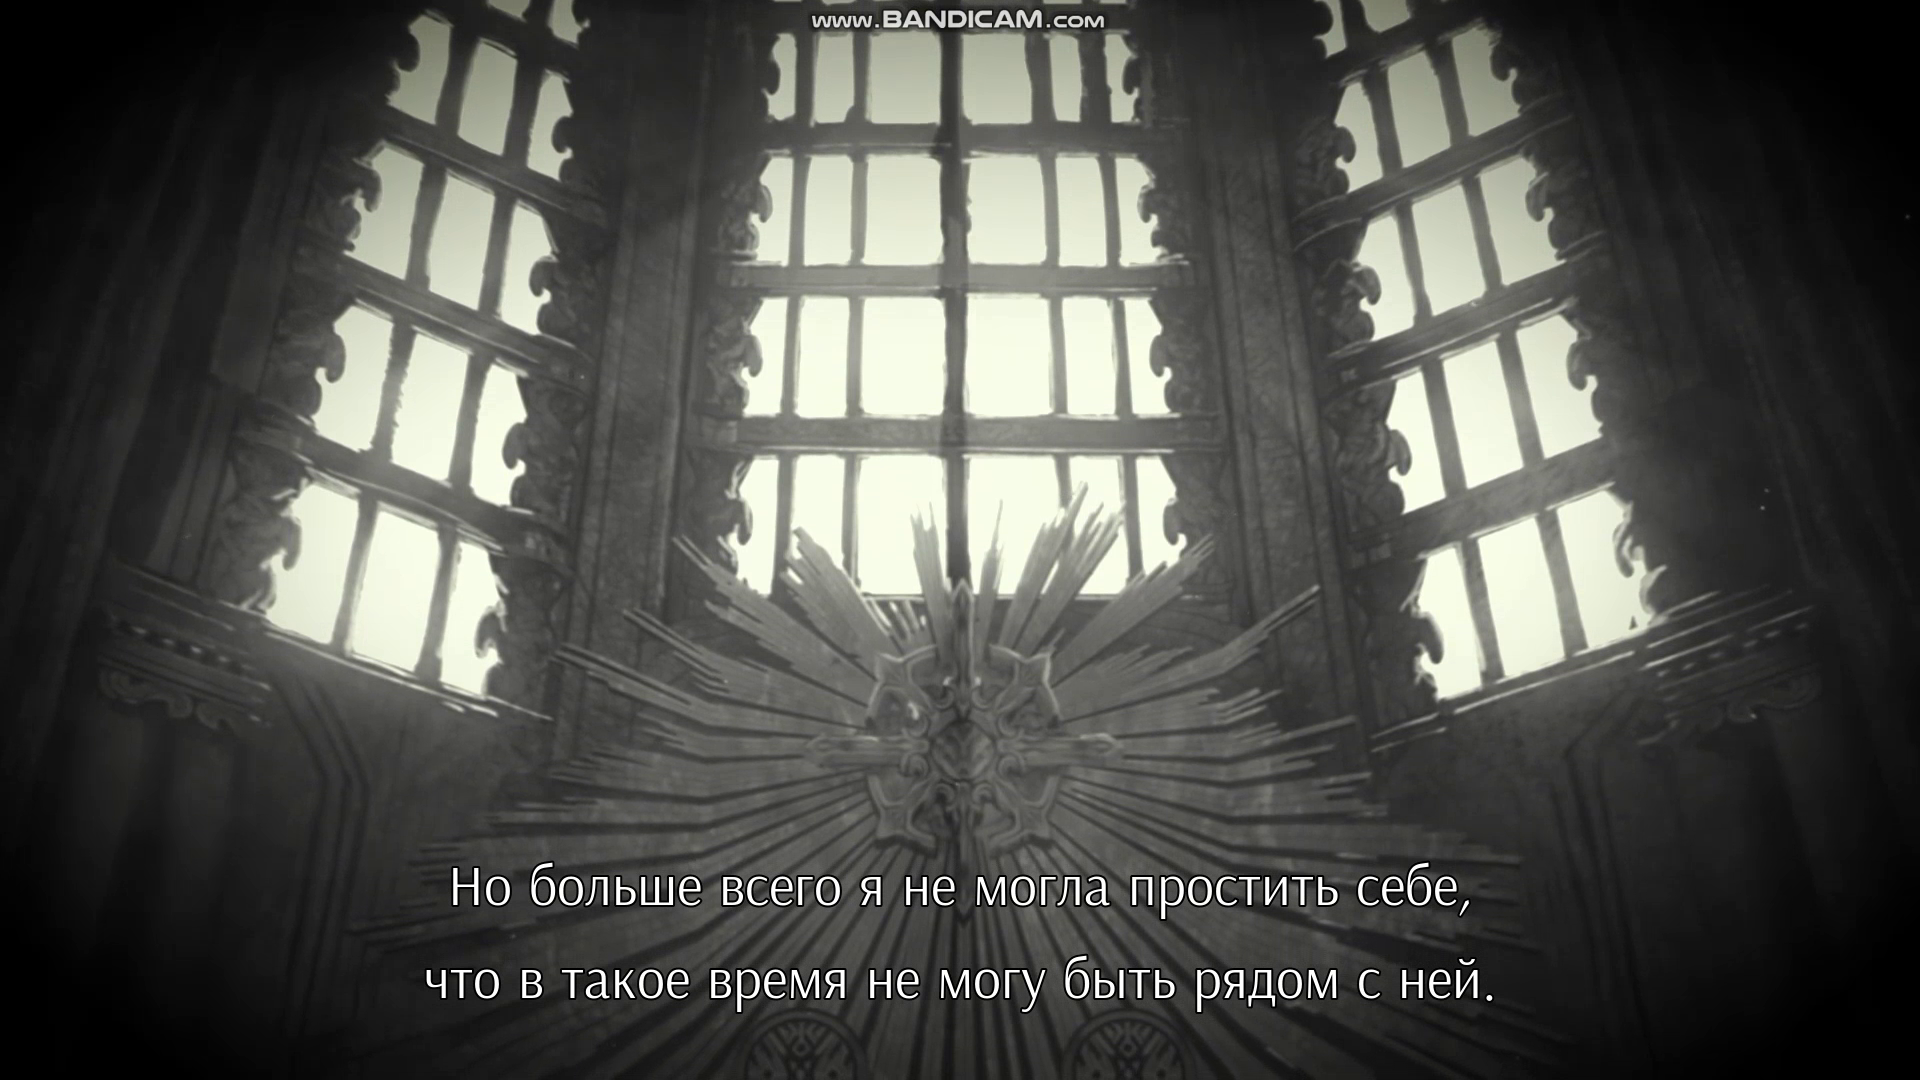 www.BANDICAM.com
Но больше всего я не могла простить себе,
что в такое время не могу быть рядом с ней.